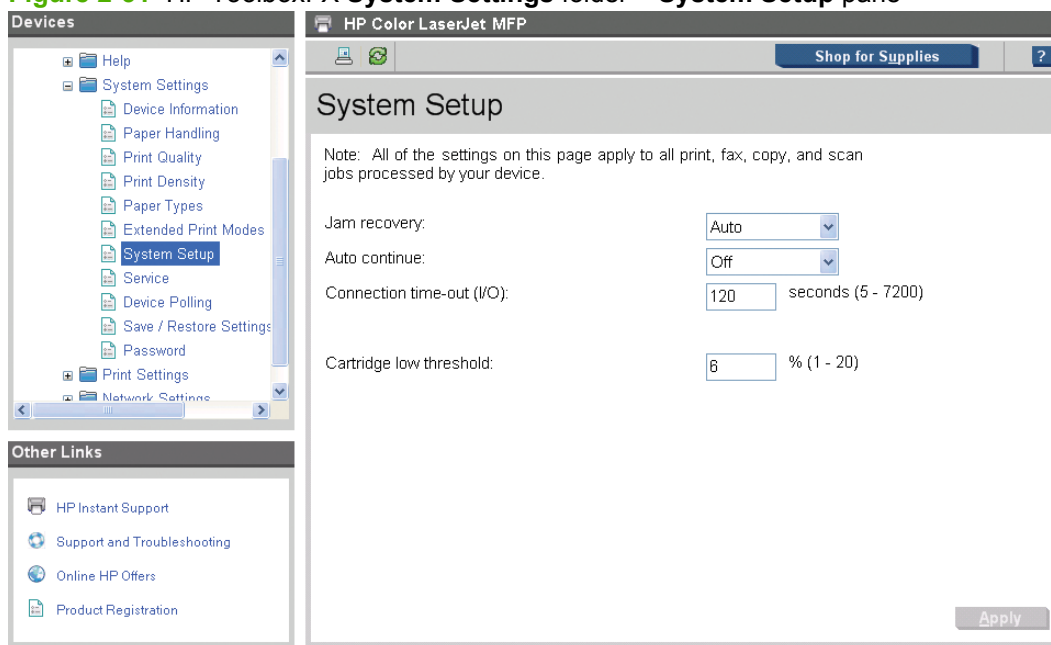 Devices
Help
System Settings
Device Information
Paper Handling
Print Quality
Print Density
Paper Types
Extended Print Modes
System Setup
Service
Device Polling
Save / Restore Settings
Password
Print Settings
Network Settings
Other Links
HP Instant Support
Support and Troubleshooting
Online HP Offers
Product Registration
HP Color LaserJet MFP
Shop for Supplies
?
System Setup
Note: All of the settings on this page apply to all print, fax, copy, and scan
jobs processed by your device.
Jam recovery: Auto
Auto continue: Off
Connection time-out (I/O): 120 seconds (5 - 7200)
Cartridge low threshold: 6 % (1 - 20)
Apply